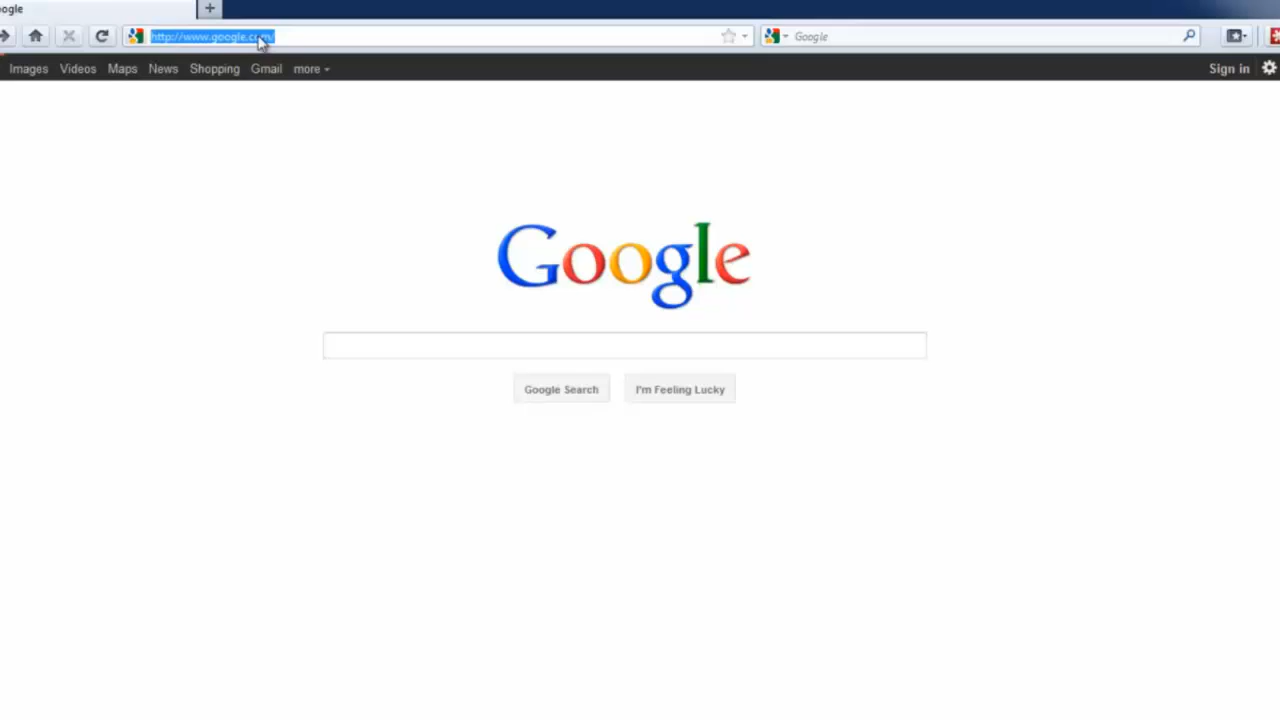 ogle
http://www.google.com/
Google
Images Videos Maps News Shopping Gmail more
Sign in
Google
Google Search I'm Feeling Lucky